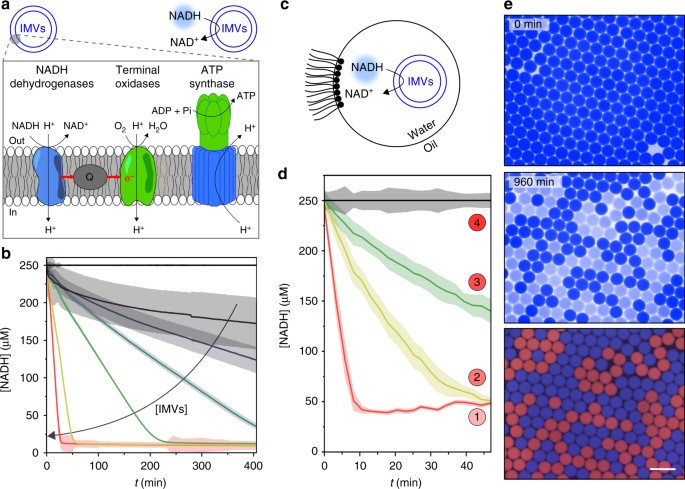 a
IMVs
NADH
NAD⁺
IMVs
NADH
dehydrogenases
Terminal
oxidases
ATP
synthase
ATP
ADP + Pi
NADH H⁺ NAD⁺
O₂ H⁺ H₂O
H⁺
Out
Q
e⁻
In
H⁺
H⁺
H⁺
b
250
200
150
100
50
0
[NADH] (μM)
[IMVs]
0 100 200 300 400
t (min)
c
NADH
NAD⁺
IMVs
Water
Oil
d
250
200
150
100
50
0
[NADH] (μM)
4
3
2
1
0 10 20 30 40
t (min)
e
0 min
960 min